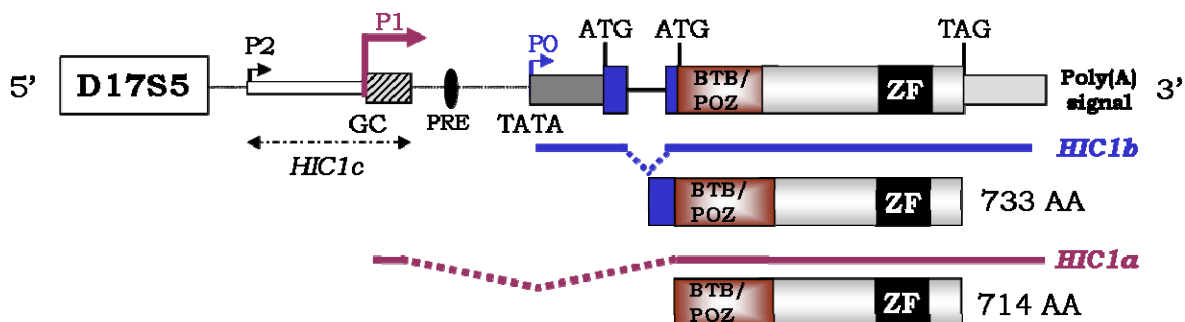 ATG ATG TAG
P1
P2 P0
5' D17S5 BTB/ ZF Poly(A) 3'
POZ signal
GC PRE TATA
HIC1c HIC1b
BTB/
POZ ZF 733 AA
HIC1a
BTB/
POZ ZF 714 AA